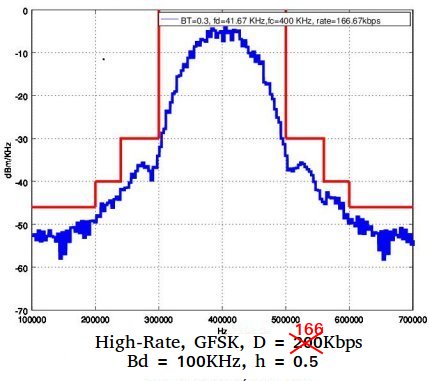 0
BT=0.3, fd=41.67 KHz,fc=400 KHz, rate=166.67kbps
-10
-20
-30
-40
-50
-60
-70
dBm/KHz
100000 200000 300000 400000 500000 600000 700000
Hz
166
High-Rate, GFSK, D = 200Kbps
Bd = 100KHz, h = 0.5